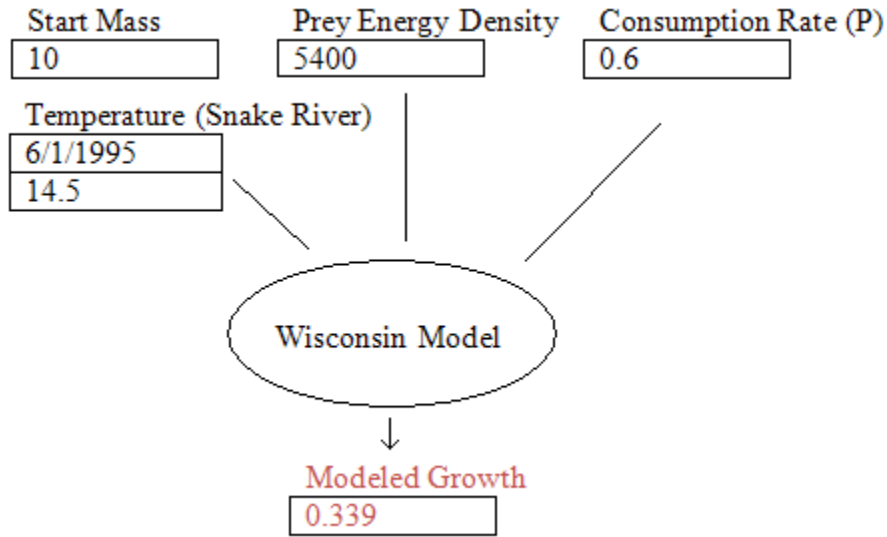 Start Mass
Prey Energy Density
Consumption Rate (P)
10
5400
0.6
Temperature (Snake River)
6/1/1995
14.5
Wisconsin Model
Modeled Growth
0.339